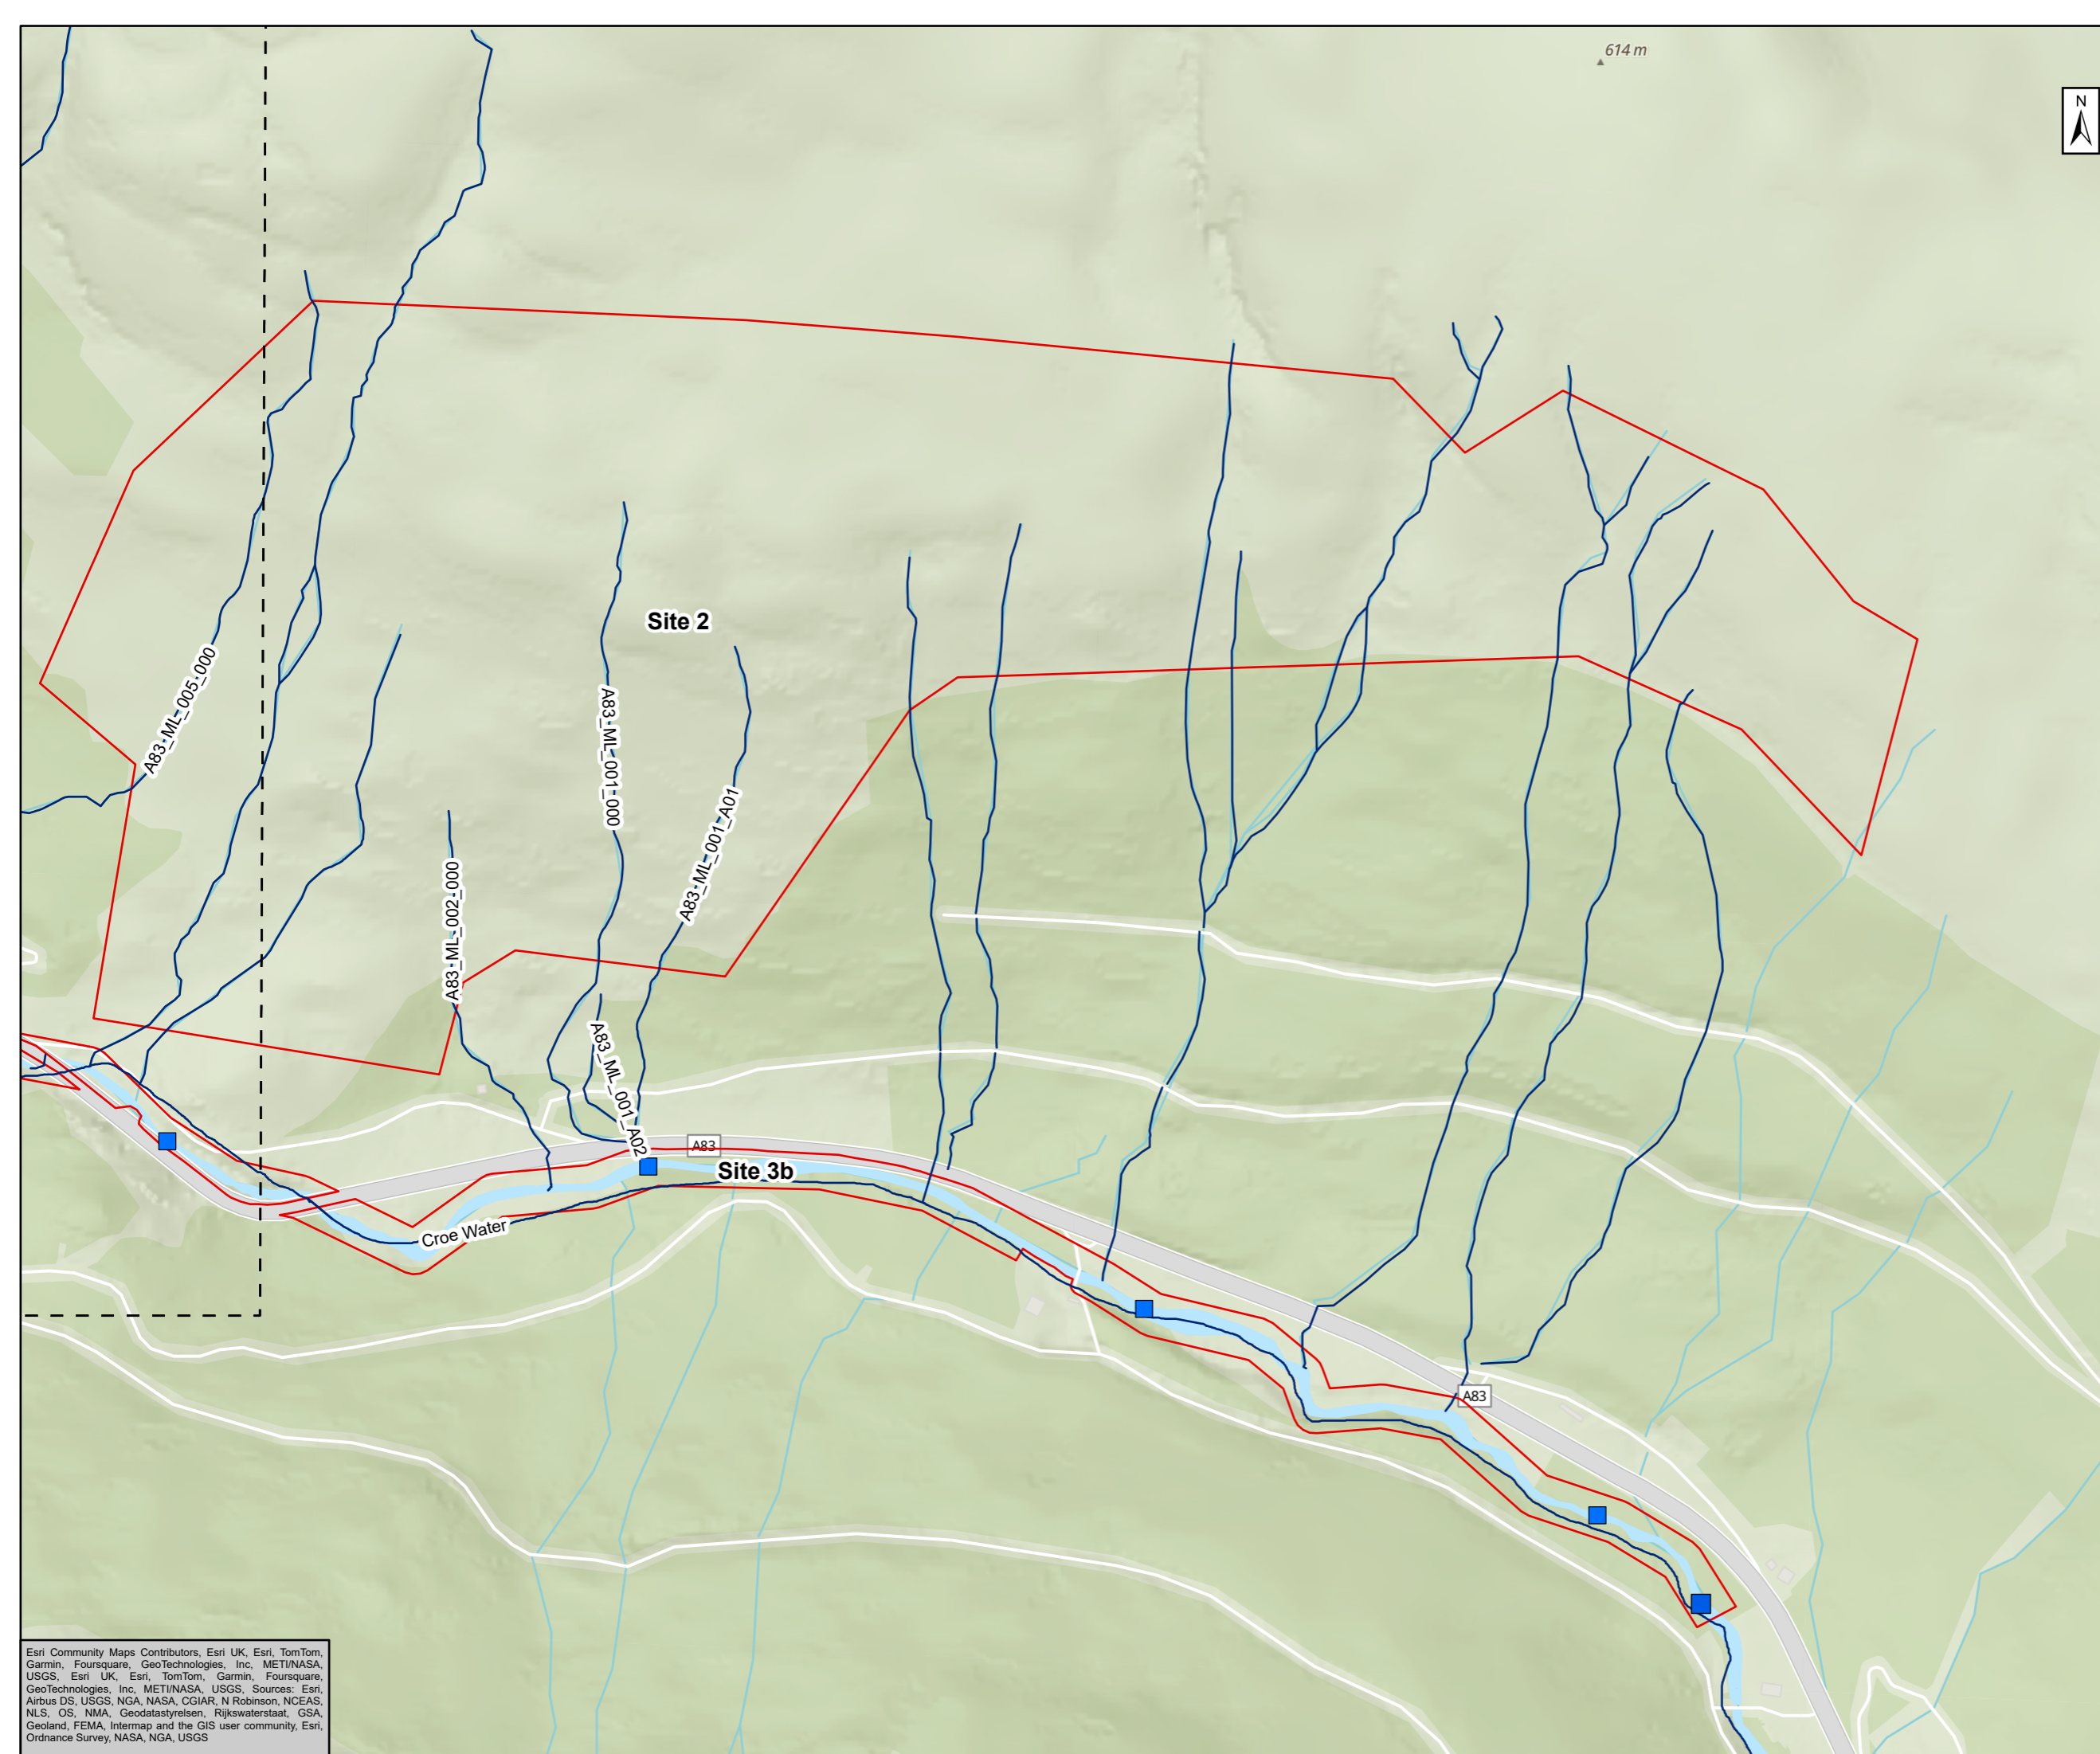 614 m
N
Site 2
A83_ML_005_000
A83_ML_001_000
A83_ML_001_A01
A83_ML_002_000
A83_ML_001_A02
A83
Site 3b
Croe Water
A83
Esri Community Maps Contributors, Esri UK, Esri, TomTom,
Garmin, Foursquare, GeoTechnologies, Inc, METI/NASA,
USGS, Esri UK, Esri, TomTom, Garmin, Foursquare,
GeoTechnologies, Inc, METI/NASA, USGS, Sources: Esri,
Airbus DS, USGS, NGA, NASA, CGIAR, N Robinson, NCEAS,
NLS, OS, NMA, Geodatastyrelsen, Rijkswaterstaat, GSA,
Geoland, FEMA, Intermap and the GIS user community, Esri,
Ordnance Survey, NASA, NGA, USGS